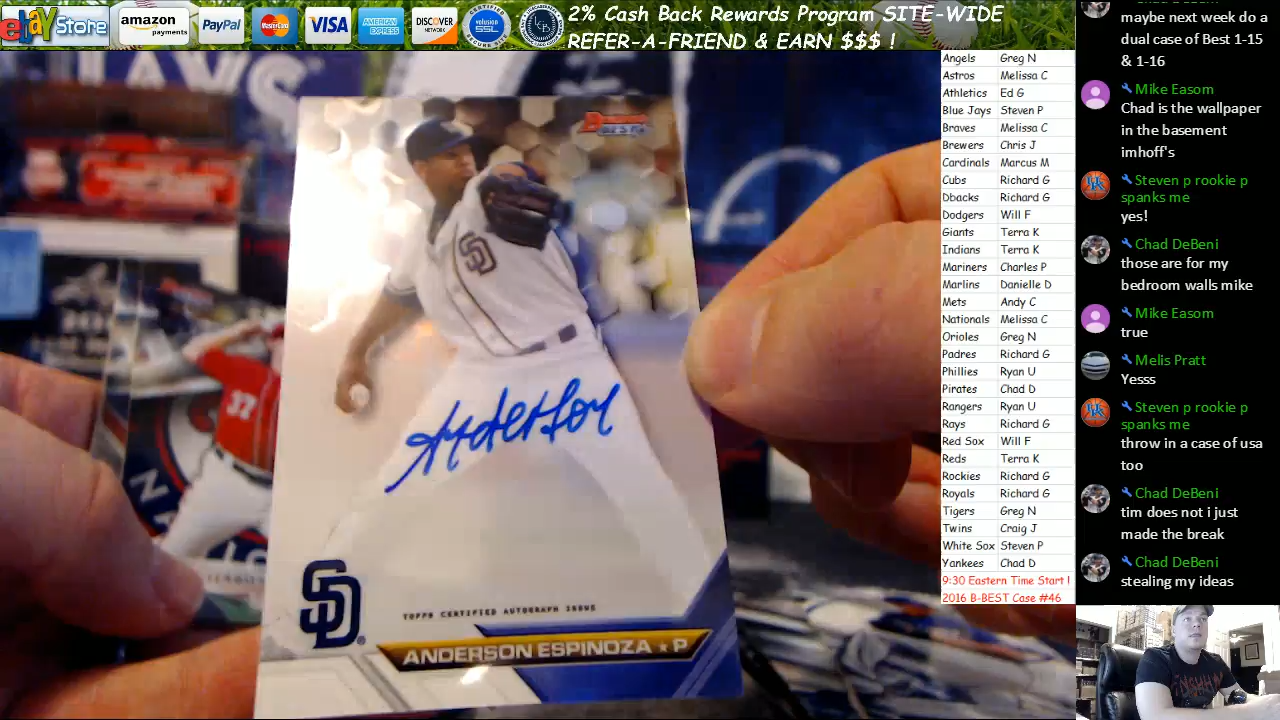 ebay Store
amazon payments
PayPal
MasterCard
VISA
AMERICAN EXPRESS
DISCOVER NETWORK
volusion SSL
2% Cash Back Rewards Program SITE-WIDE
REFER-A-FRIEND & EARN $$$ !
Angels Greg N
Astros Melissa C
Athletics Ed G
Blue Jays Steven P
Braves Melissa C
Brewers Chris J
Cardinals Marcus M
Cubs Richard G
Dbacks Richard G
Dodgers Will F
Giants Terra K
Indians Terra K
Mariners Charles P
Marlins Danielle D
Mets Andy C
Nationals Melissa C
Orioles Greg N
Padres Richard G
Phillies Ryan U
Pirates Chad D
Rangers Ryan U
Rays Richard G
Red Sox Will F
Reds Terra K
Rockies Richard G
Royals Richard G
Tigers Greg N
Twins Craig J
White Sox Steven P
Yankees Chad D
9:30 Eastern Time Start !
2016 B-BEST Case #46
maybe next week to a
dual case of Best 1-15
& 1-16
Mike Easom
Chad is the wallpaper
in the basement
imhoff's
Steven p rookie p
spanks me
yes!
Chad DeBeni
those are for my
bedroom walls mike
Mike Easom
true
Melis Pratt
Yesss
Steven p rookie p
spanks me
throw in a case of usa
too
Chad DeBeni
tim does not i just
made the break
Chad DeBeni
stealing my ideas
SD
37
SD
TOPPS CERTIFIED AUTOGRAPH ISSUE
ANDERSON ESPINOZA ★ P